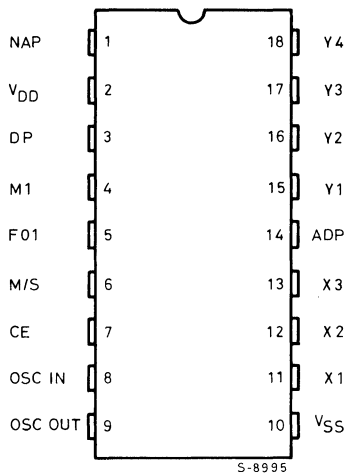 NAP 1 18 Y4
VDD 2 17 Y3
DP 3 16 Y2
M1 4 15 Y1
F01 5 14 ADP
M/S 6 13 X3
CE 7 12 X2
OSC IN 8 11 X1
OSC OUT 9 10 VSS
S-8995